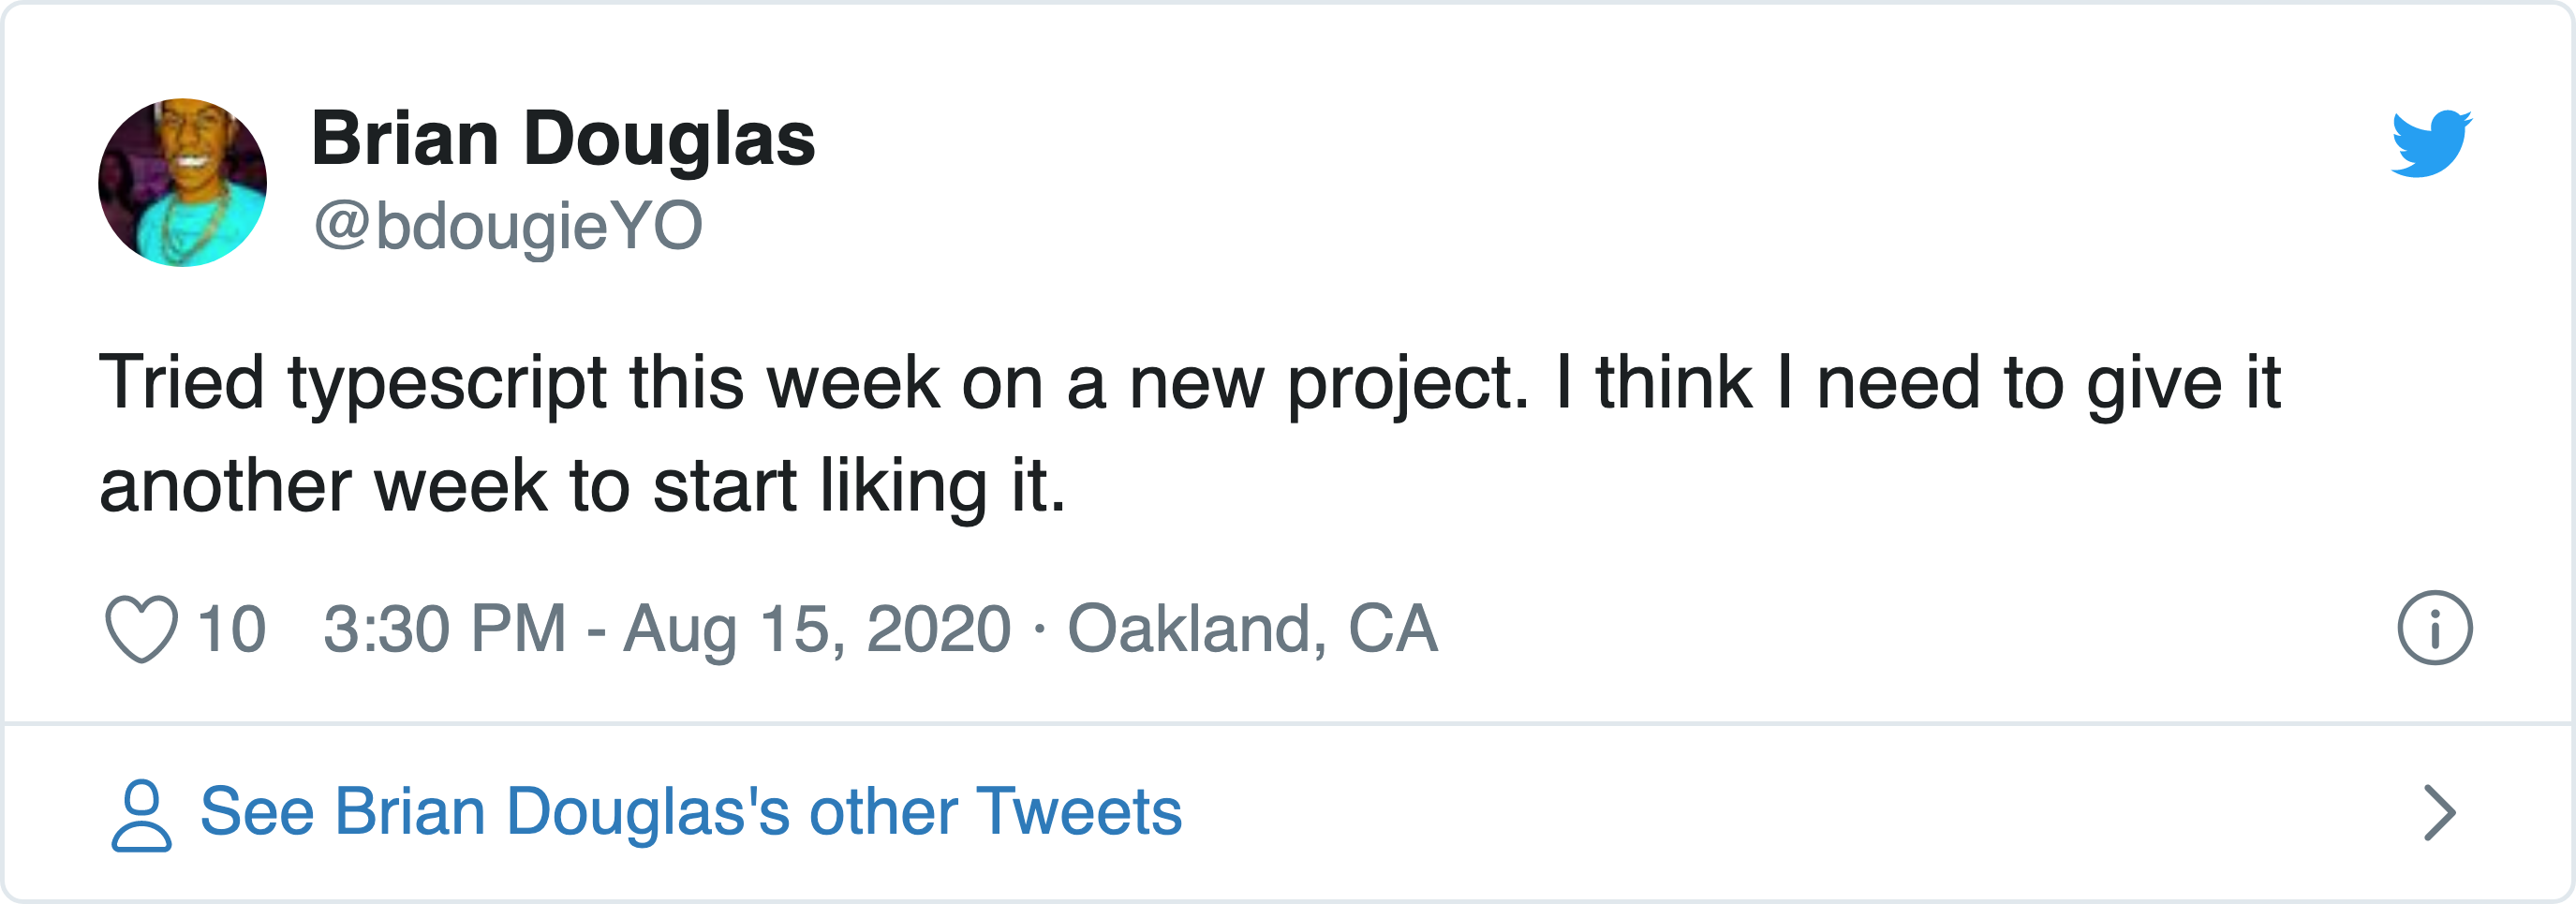 Brian Douglas
@bdougieYO
Tried typescript this week on a new project. I think I need to give it
another week to start liking it.
10 3:30 PM - Aug 15, 2020 · Oakland, CA
See Brian Douglas's other Tweets